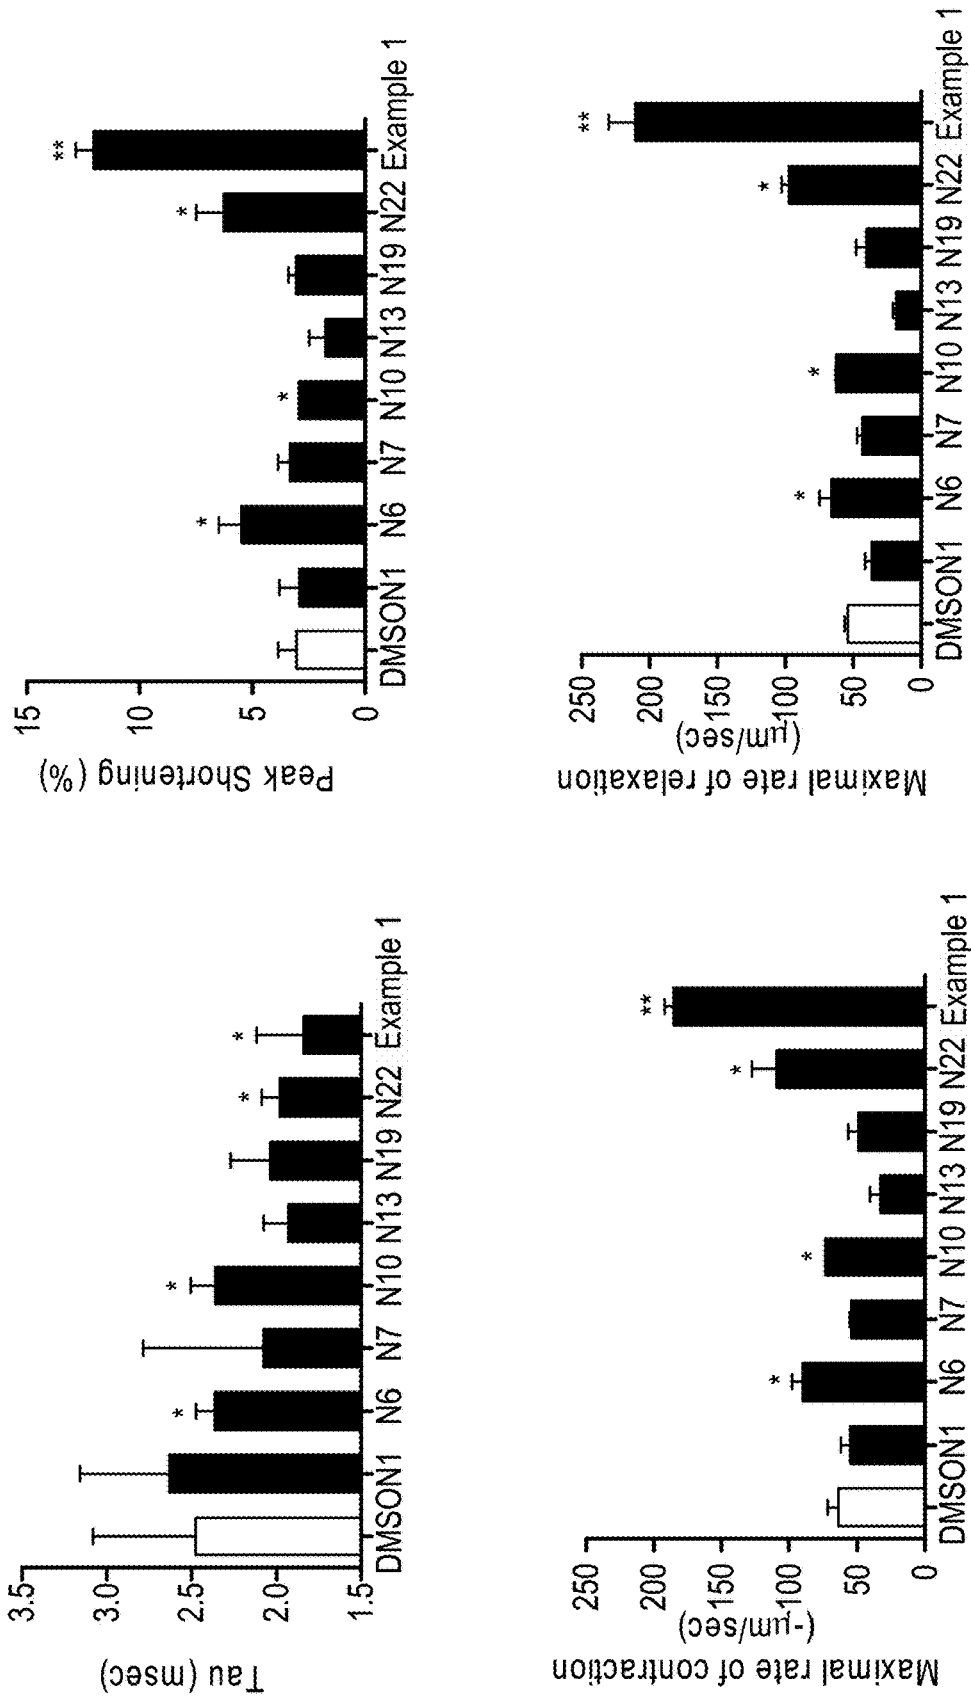 Tau (msec)
3.5
3.0
2.5
2.0
1.5
DMSON1 N6 N7 N10 N13 N19 N22 Example 1
* * * *
Peak Shortening (%)
15
10
5
0
DMSON1 N6 N7 N10 N13 N19 N22 Example 1
* * * **
Maximal rate of contraction
(-μm/sec)
250
200
150
100
50
0
DMSON1 N6 N7 N10 N13 N19 N22 Example 1
* * * **
Maximal rate of relaxation
(μm/sec)
250
200
150
100
50
0
DMSON1 N6 N7 N10 N13 N19 N22 Example 1
* * * **